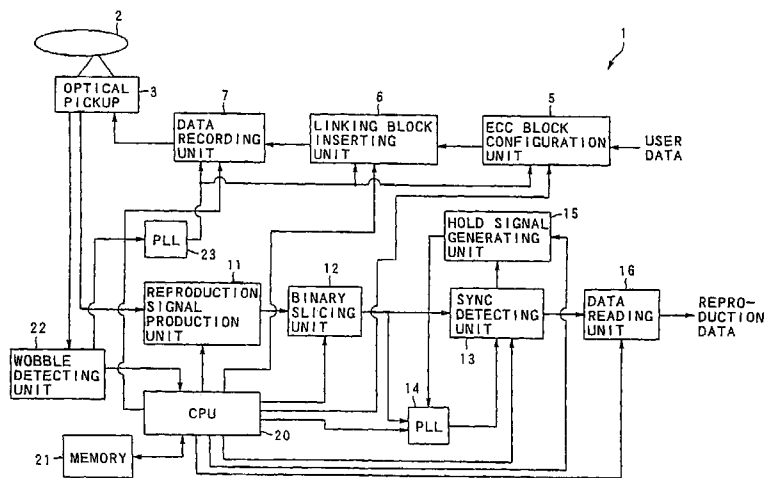 2
1
OPTICAL
PICKUP
3
7
DATA
RECORDING
UNIT
6
LINKING BLOCK
INSERTING
UNIT
5
ECC BLOCK
CONFIGURATION
UNIT
USER
DATA
PLL
23
15
HOLD SIGNAL
GENERATING
UNIT
11
REPRODUCTION
SIGNAL
PRODUCTION
UNIT
12
BINARY
SLICING
UNIT
SYNC
DETECTING
UNIT
13
16
DATA
READING
UNIT
REPRO-
DUCTION
DATA
22
WOBBLE
DETECTING
UNIT
CPU
20
14
PLL
21
MEMORY